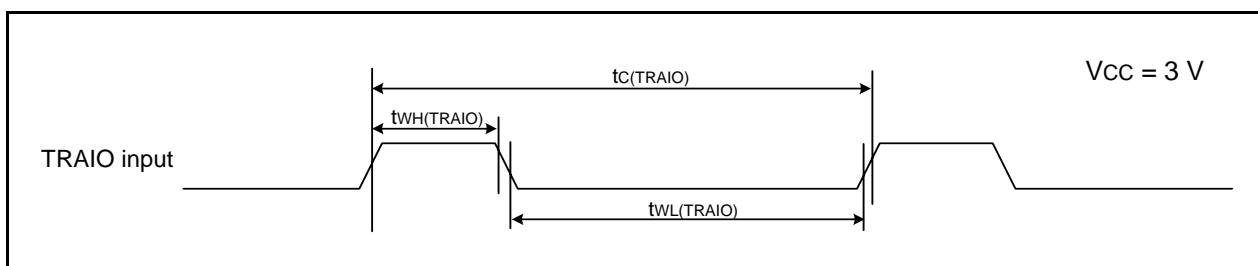 tC(TRAIO)
VCC = 3 V
tWH(TRAIO)
TRAIO input
tWL(TRAIO)